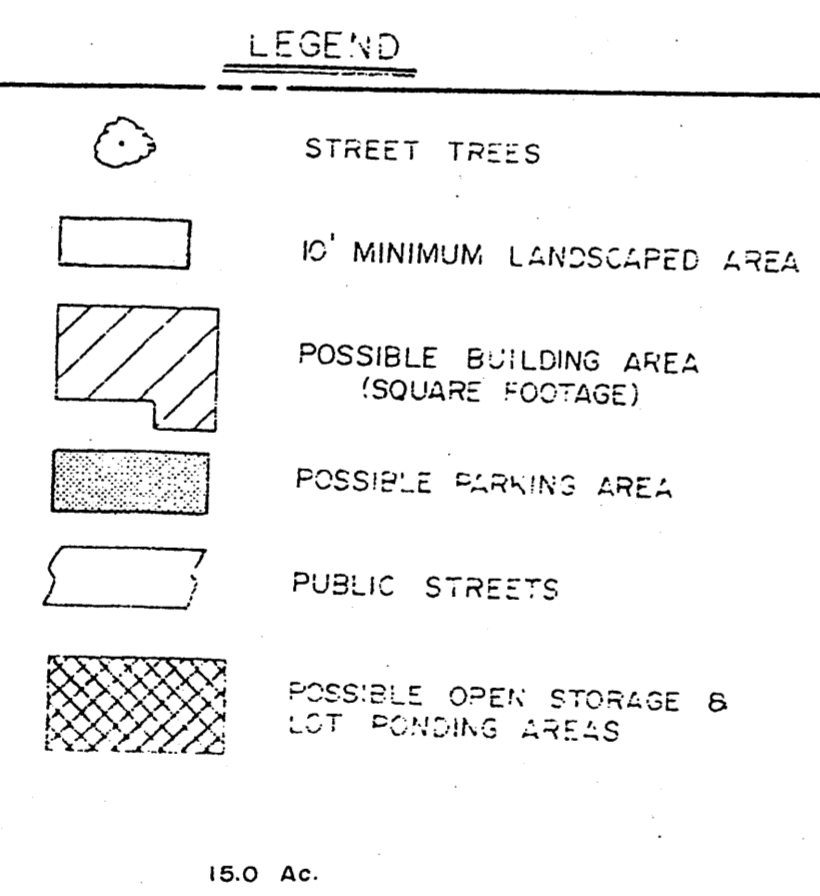 LEGEND
STREET TREES
10' MINIMUM LANDSCAPED AREA
POSSIBLE BUILDING AREA
(SQUARE FOOTAGE)
POSSIBLE PARKING AREA
PUBLIC STREETS
POSSIBLE OPEN STORAGE &
LOT PONDING AREAS
15.0 Ac.